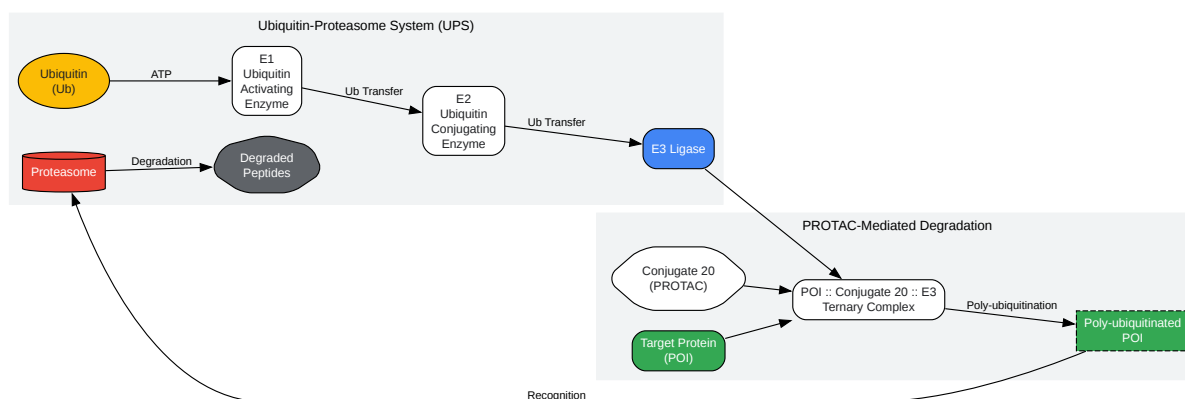 Ubiquitin-Proteasome System (UPS)
Ubiquitin
(Ub)
ATP
E1
Ubiquitin
Activating
Enzyme
Ub Transfer
E2
Ubiquitin
Conjugating
Enzyme
Ub Transfer
E3 Ligase
Proteasome
Degradation
Degraded
Peptides
PROTAC-Mediated Degradation
Conjugate 20
(PROTAC)
POI :: Conjugate 20 :: E3
Ternary Complex
Poly-ubiquitination
Poly-ubiquitinated
POI
Target Protein
(POI)
Recognition